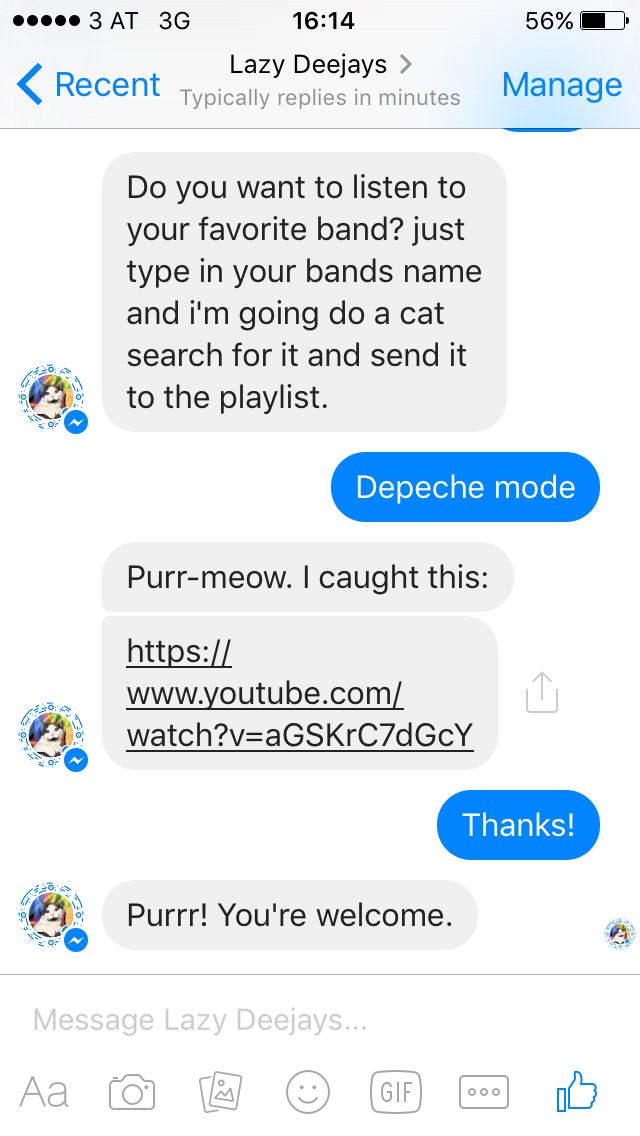 3 AT 3G 16:14 56%
Recent Lazy Deejays Manage
Typically replies in minutes
Do you want to listen to
your favorite band? just
type in your bands name
and i'm going do a cat
search for it and send it
to the playlist.
Depeche mode
Purr-meow. I caught this:
https://
www.youtube.com/
watch?v=aGSKrC7dGcY
Thanks!
Purrr! You're welcome.
Message Lazy Deejays...
Aa GIF